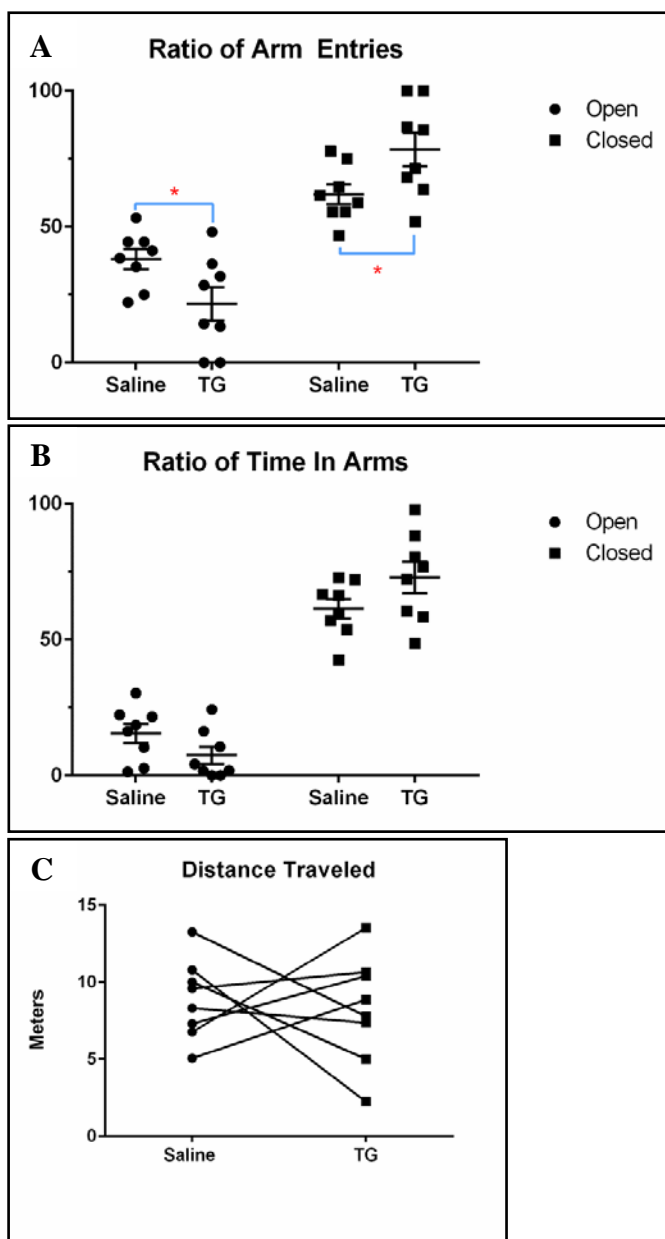 A
Ratio of Arm Entries
100
50
0
*
*
Saline
TG
Saline
TG
Open
Closed
B
Ratio of Time In Arms
100
50
0
Saline
TG
Saline
TG
Open
Closed
C
Distance Traveled
15
10
5
0
Meters
Saline
TG